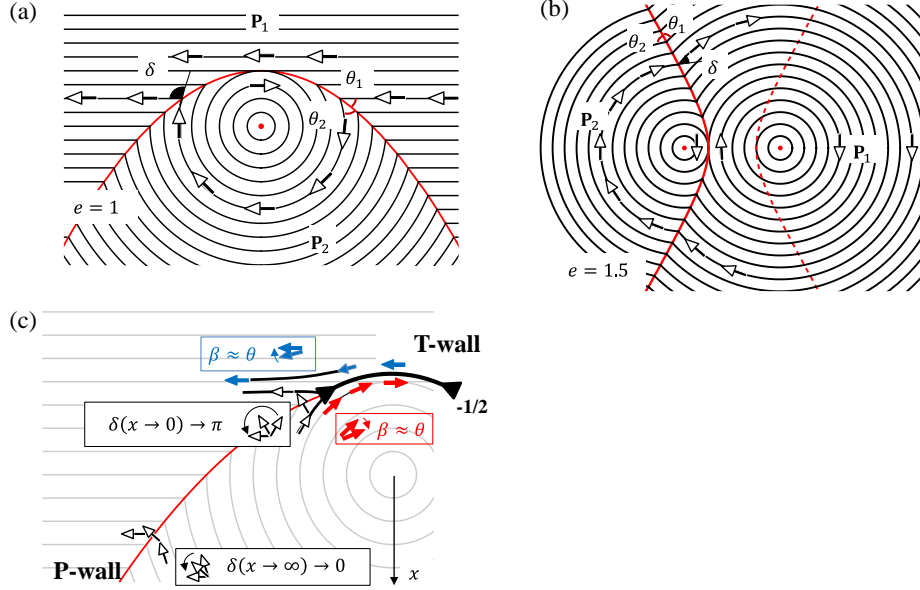 (a)
P₁
δ
θ₁
θ₂
e = 1
P₂
(b)
θ₂
θ₁
δ
P₂
P₁
e = 1.5
(c)
β ≈ θ
T-wall
-1/2
δ(x → 0) → π
β ≈ θ
P-wall
δ(x → ∞) → 0
x